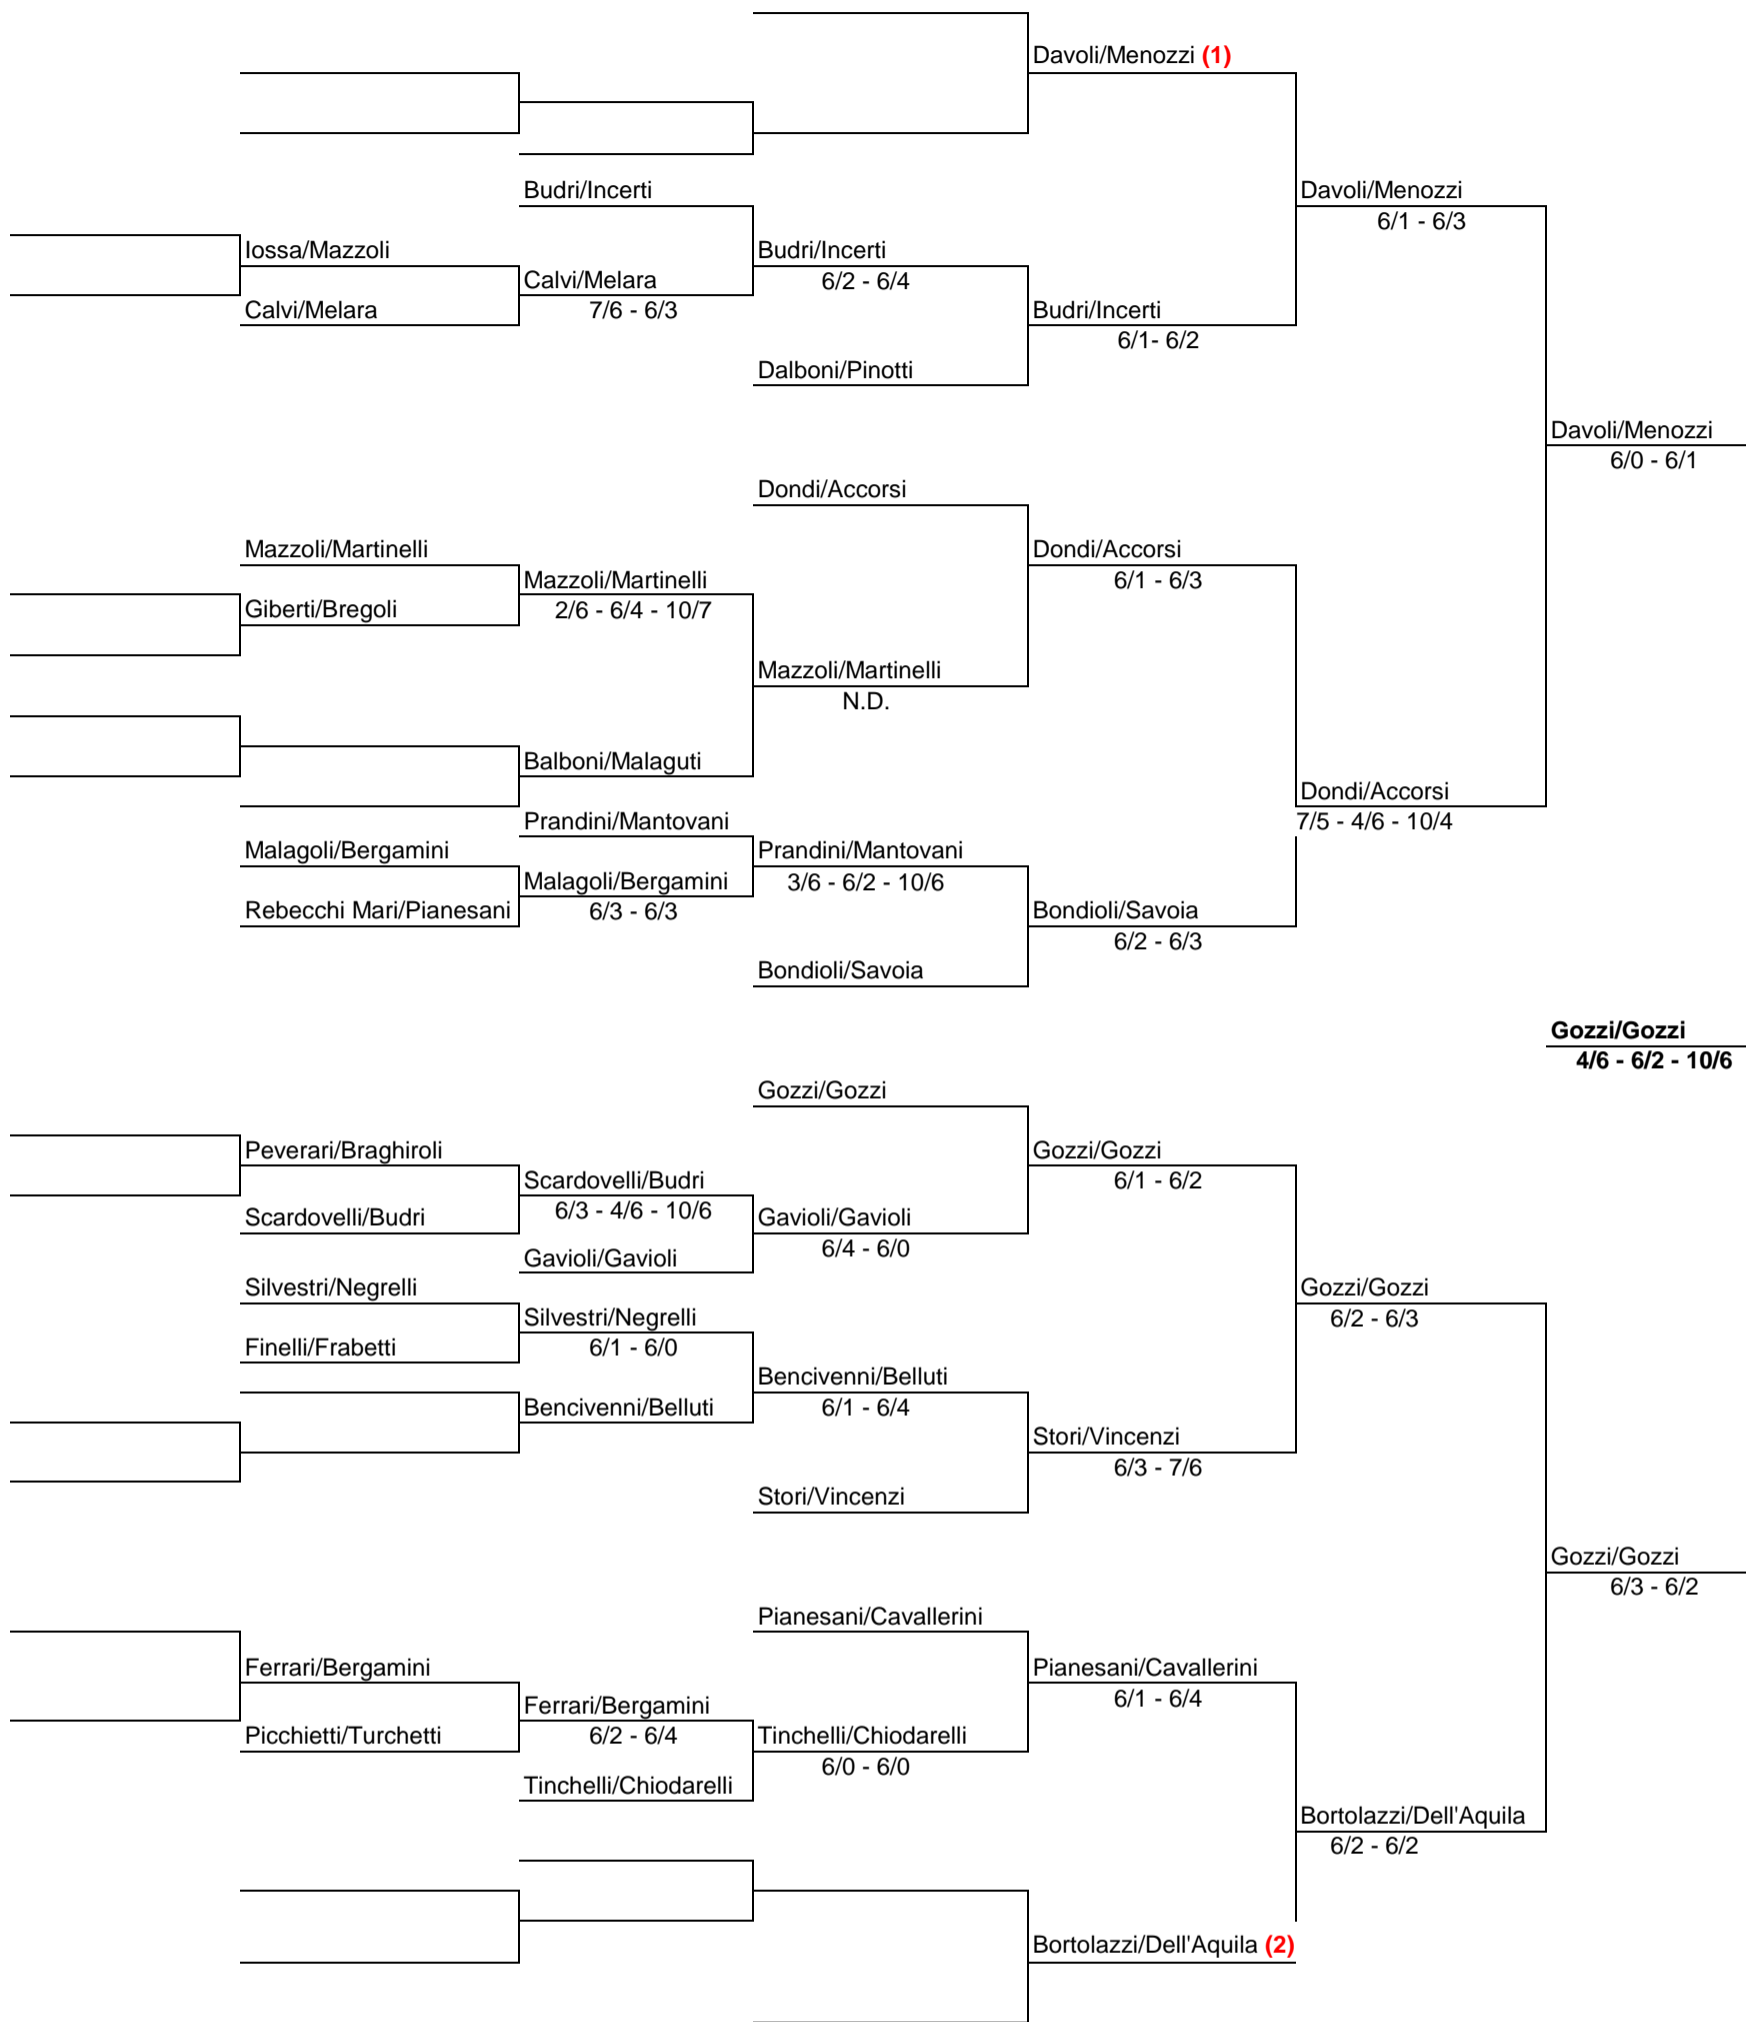 Davoli/Menozzi (1)
Budri/Incerti
Davoli/Menozzi
6/1 - 6/3
Iossa/Mazzoli
Budri/Incerti
Calvi/Melara
6/2 - 6/4
Calvi/Melara
7/6 - 6/3
Budri/Incerti
6/1- 6/2
Dalboni/Pinotti
Davoli/Menozzi
6/0 - 6/1
Dondi/Accorsi
Mazzoli/Martinelli
Dondi/Accorsi
Mazzoli/Martinelli
6/1 - 6/3
Giberti/Bregoli
2/6 - 6/4 - 10/7
Mazzoli/Martinelli
N.D.
Balboni/Malaguti
Dondi/Accorsi
Prandini/Mantovani
7/5 - 4/6 - 10/4
Malagoli/Bergamini
Prandini/Mantovani
Malagoli/Bergamini
3/6 - 6/2 - 10/6
Rebecchi Mari/Pianesani
6/3 - 6/3
Bondioli/Savoia
6/2 - 6/3
Bondioli/Savoia
Gozzi/Gozzi
4/6 - 6/2 - 10/6
Gozzi/Gozzi
Peverari/Braghiroli
Gozzi/Gozzi
Scardovelli/Budri
6/1 - 6/2
Scardovelli/Budri
6/3 - 4/6 - 10/6
Gavioli/Gavioli
6/4 - 6/0
Gavioli/Gavioli
Silvestri/Negrelli
Gozzi/Gozzi
Silvestri/Negrelli
6/2 - 6/3
Finelli/Frabetti
6/1 - 6/0
Bencivenni/Belluti
Bencivenni/Belluti
6/1 - 6/4
Stori/Vincenzi
6/3 - 7/6
Stori/Vincenzi
Gozzi/Gozzi
6/3 - 6/2
Pianesani/Cavallerini
Ferrari/Bergamini
Pianesani/Cavallerini
Ferrari/Bergamini
6/1 - 6/4
Picchietti/Turchetti
6/2 - 6/4
Tinchelli/Chiodarelli
6/0 - 6/0
Tinchelli/Chiodarelli
Bortolazzi/Dell'Aquila
6/2 - 6/2
Bortolazzi/Dell'Aquila (2)